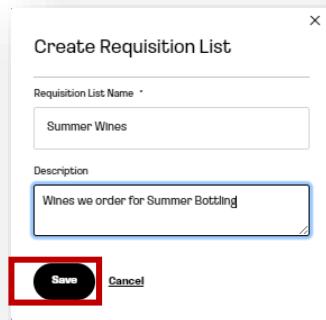 Create Requisition List
Requisition List Name *
Summer Wines
Description
Wines we order for Summer Bottling
Save Cancel